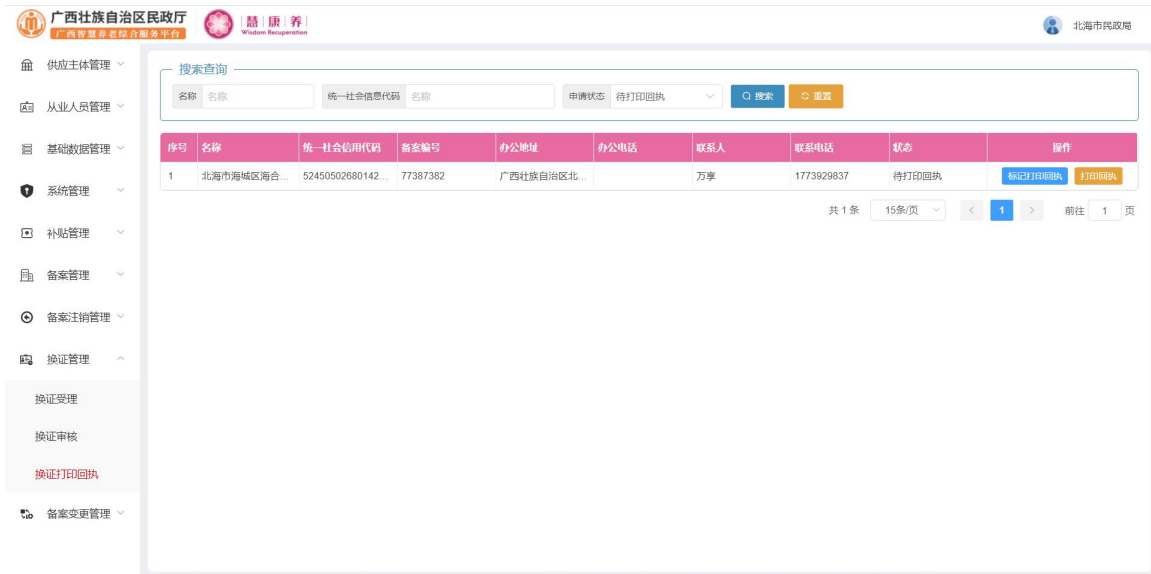 广西壮族自治区民政厅
广西智慧养老综合服务平台
慧康养
Wisdom Recuperation
北海市民政局
供应主体管理
从业人员管理
基础数据管理
系统管理
补贴管理
备案管理
备案注销管理
换证管理
换证受理
换证审核
换证打印回执
备案变更管理
搜索查询
名称 名称 统一社会信息代码 名称 申请状态 待打印回执 搜索 重置
序号 名称 统一社会信用代码 备案编号 办公地址 办公电话 联系人 联系电话 状态 操作
1 北海市海城区海合... 52450502680142... 77387382 广西壮族自治区北... 万享 1773929837 待打印回执 标记打印回执 打印回执
共 1 条 15条/页 1 前往 1 页